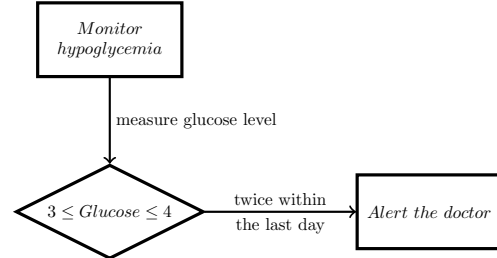 Monitor
hypoglycemia
measure glucose level
3 ≤ Glucose ≤ 4
twice within
the last day
Alert the doctor